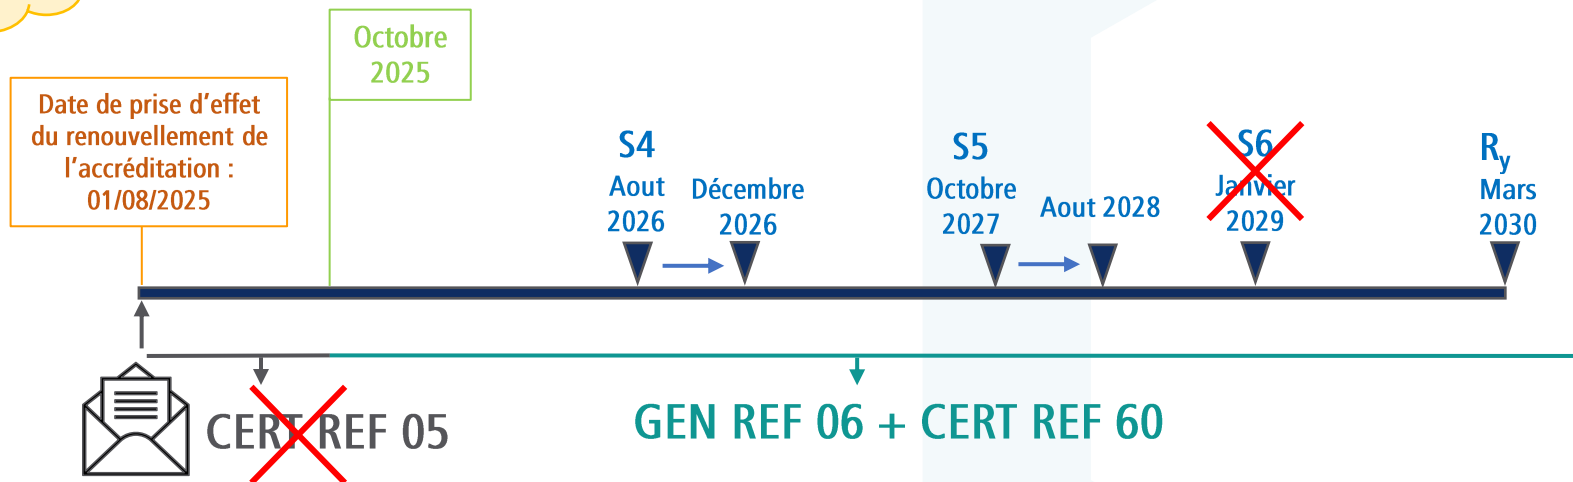 Octobre
2025
Date de prise d'effet
du renouvellement de
l'accréditation :
01/08/2025
S4
Aout
2026
Décembre
2026
S5
Octobre
2027
Aout 2028
S6
Janvier
2029
Ry
Mars
2030
CERT REF 05
GEN REF 06 + CERT REF 60